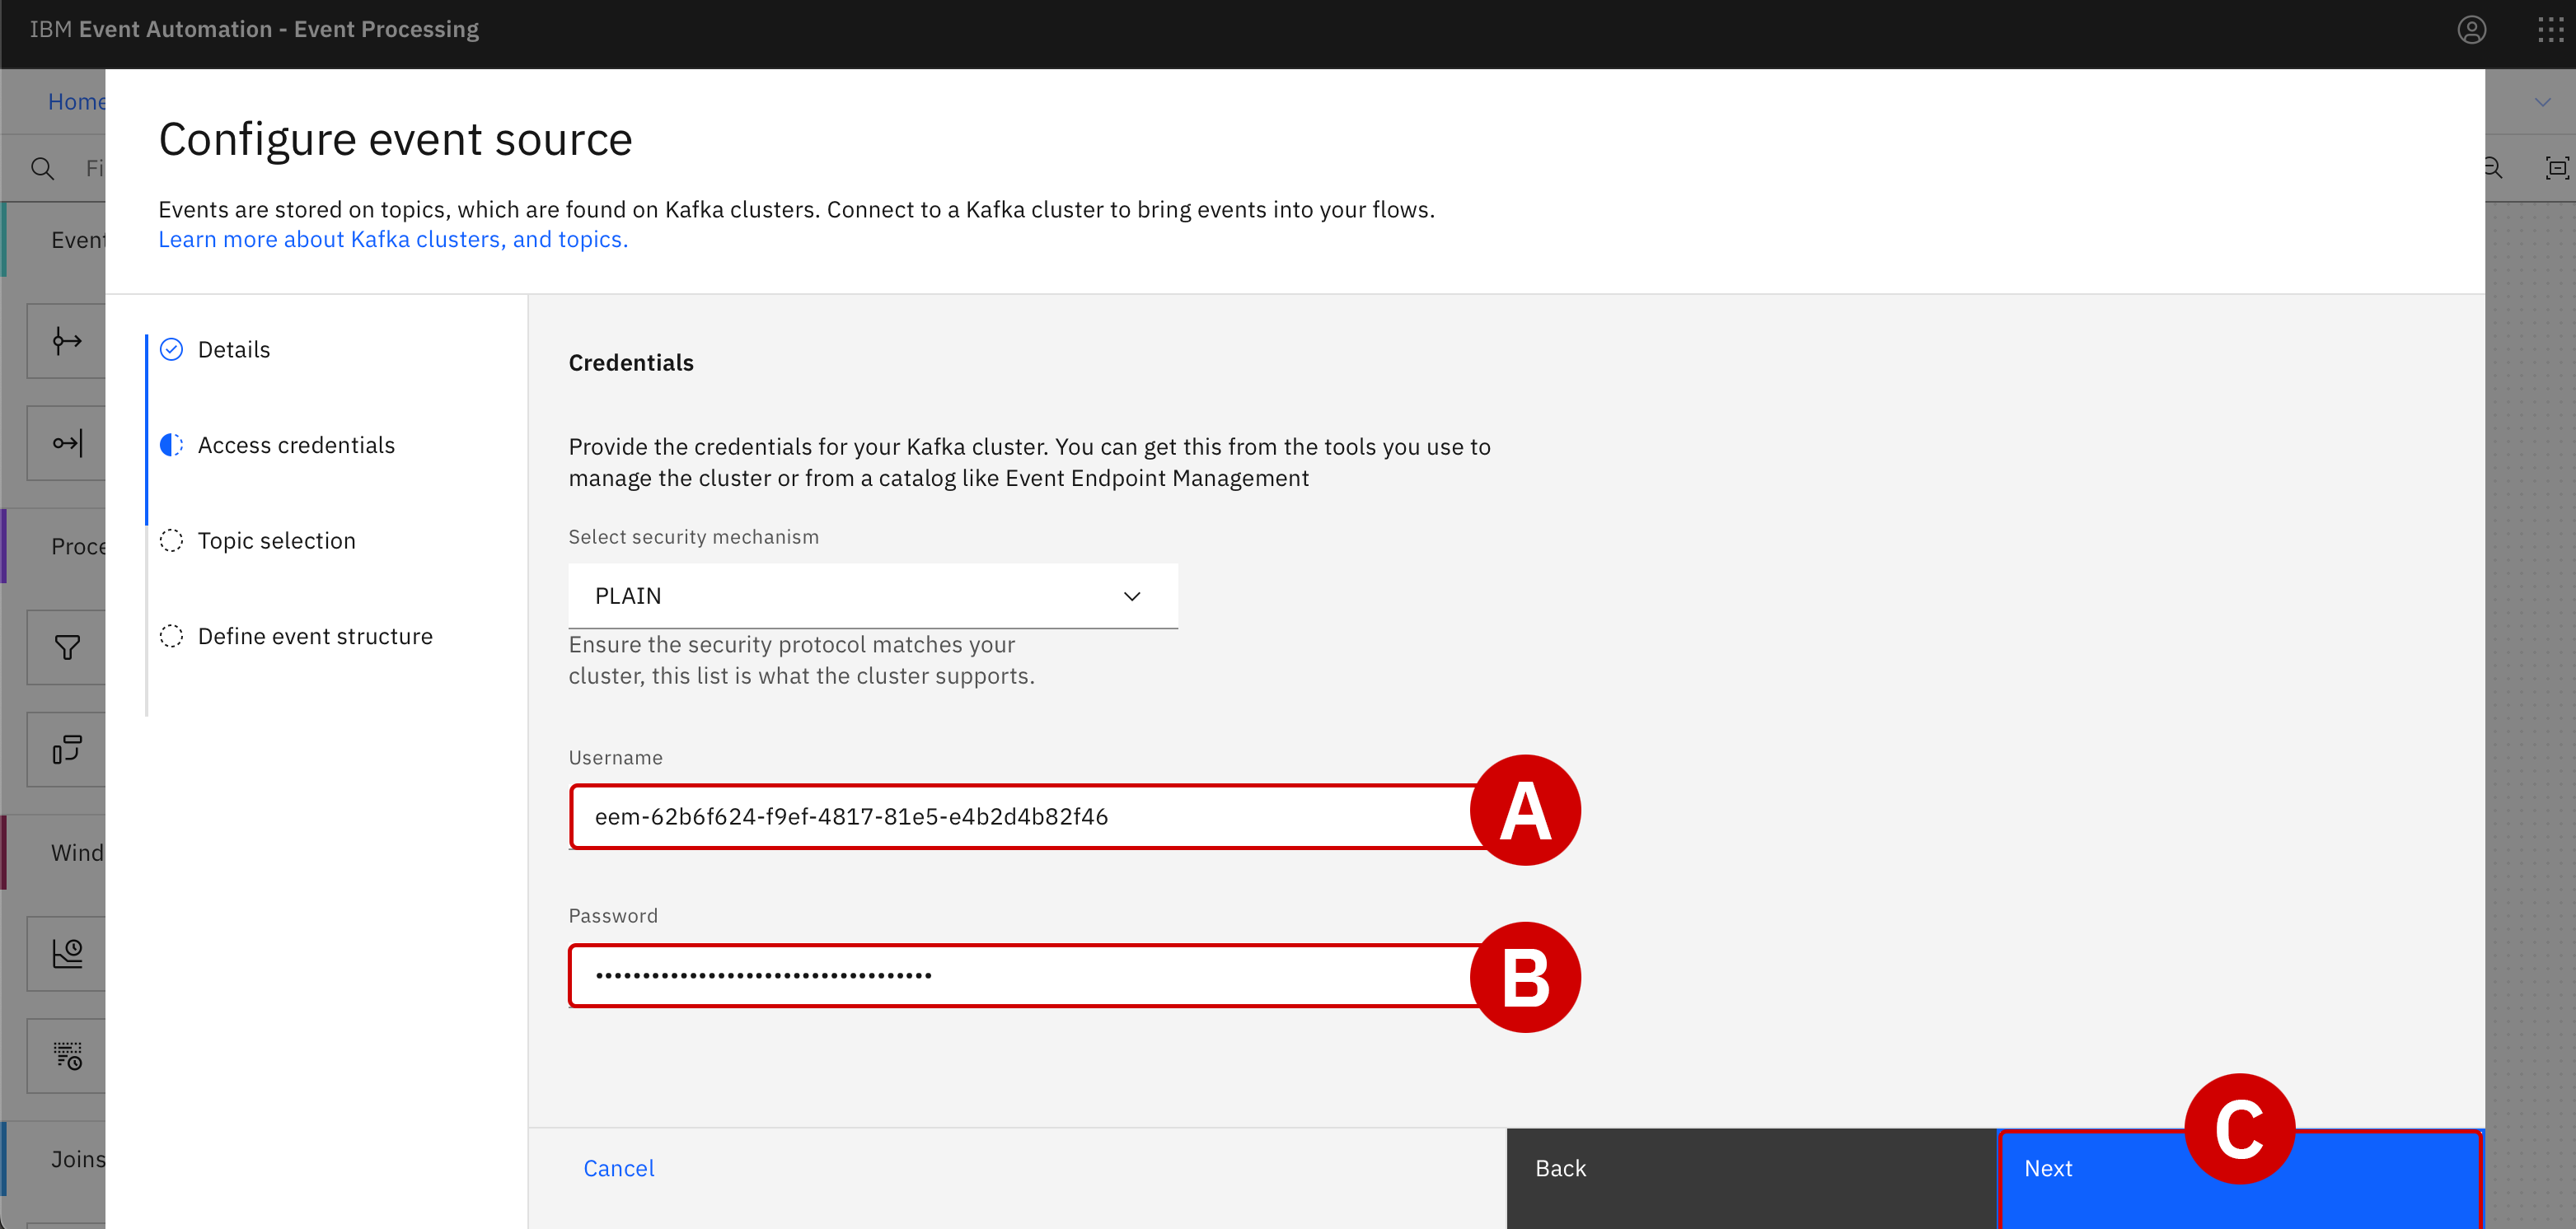 IBM Event Automation - Event Processing
Home
Configure event source
Fi
Events are stored on topics, which are found on Kafka clusters. Connect to a Kafka cluster to bring events into your flows.
Learn more about Kafka clusters, and topics.
Event
Proce
Wind
Joins
Details
Access credentials
Topic selection
Define event structure
Credentials
Provide the credentials for your Kafka cluster. You can get this from the tools you use to
manage the cluster or from a catalog like Event Endpoint Management
Select security mechanism
PLAIN
Ensure the security protocol matches your
cluster, this list is what the cluster supports.
Username
eem-62b6f624-f9ef-4817-81e5-e4b2d4b82f46
A
Password
••••••••••••••••••••••••••••••••••••
B
C
Cancel
Back
Next